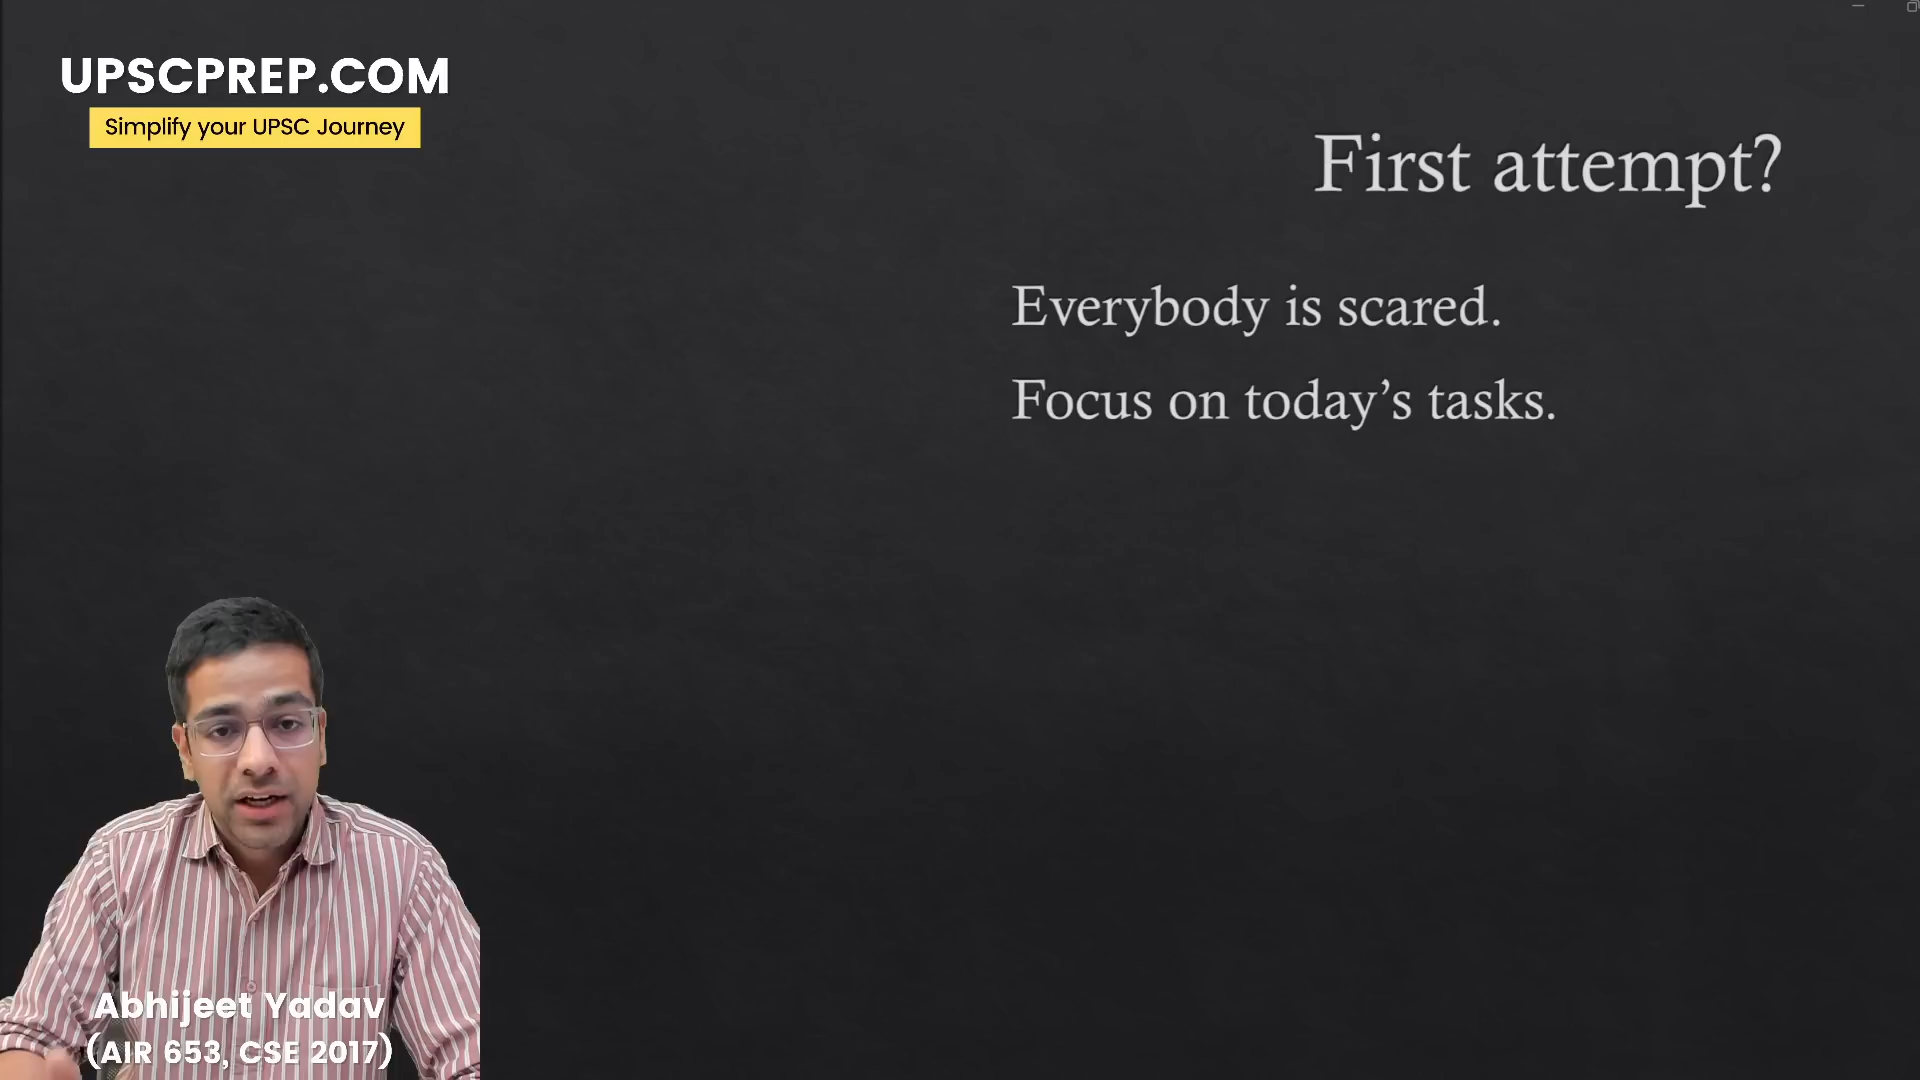 UPSCPREP.COM
Simplify your UPSC Journey
First attempt?
Everybody is scared.
Focus on today’s tasks.
Abhijeet Yadav
(AIR 653, CSE 2017)